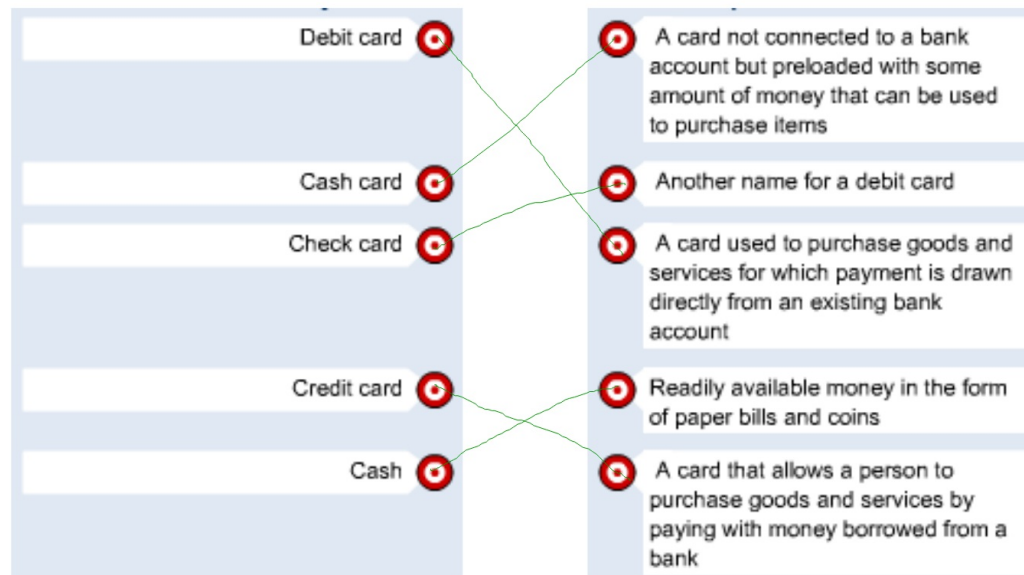 Debit card
A card not connected to a bank
account but preloaded with some
amount of money that can be used
to purchase items
Cash card
Another name for a debit card
Check card
A card used to purchase goods and
services for which payment is drawn
directly from an existing bank
account
Credit card
Readily available money in the form
of paper bills and coins
Cash
A card that allows a person to
purchase goods and services by
paying with money borrowed from a
bank